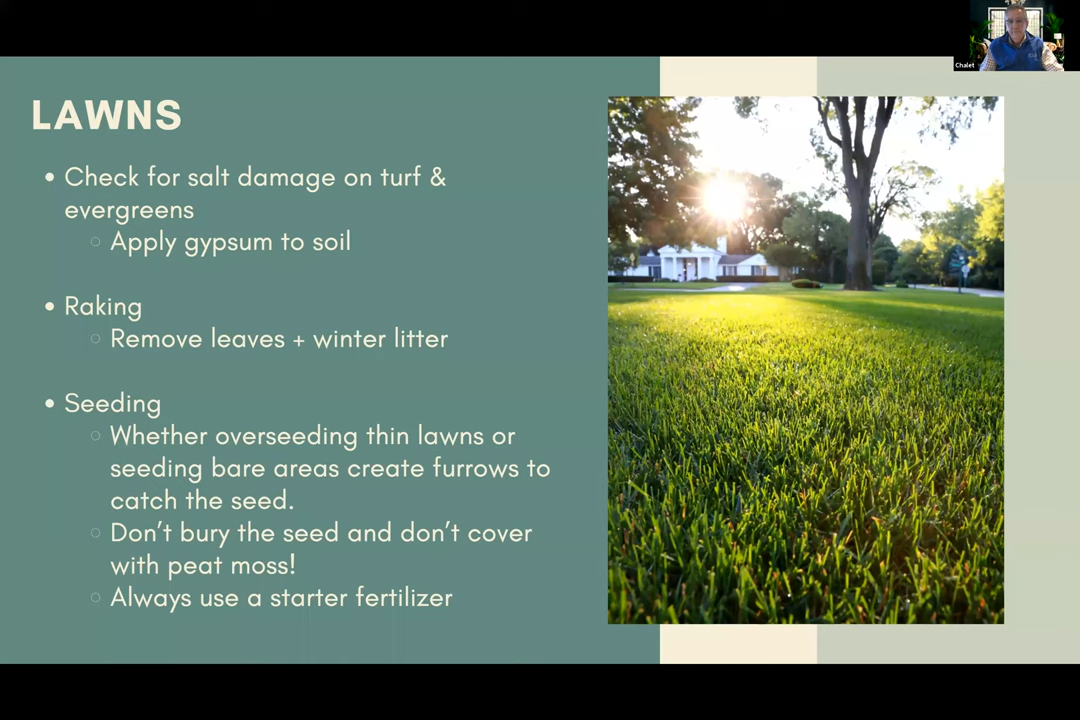 Chalet
LAWNS
• Check for salt damage on turf &
evergreens
○ Apply gypsum to soil
• Raking
○ Remove leaves + winter litter
• Seeding
○ Whether overseeding thin lawns or
seeding bare areas create furrows to
catch the seed.
○ Don't bury the seed and don't cover
with peat moss!
○ Always use a starter fertilizer